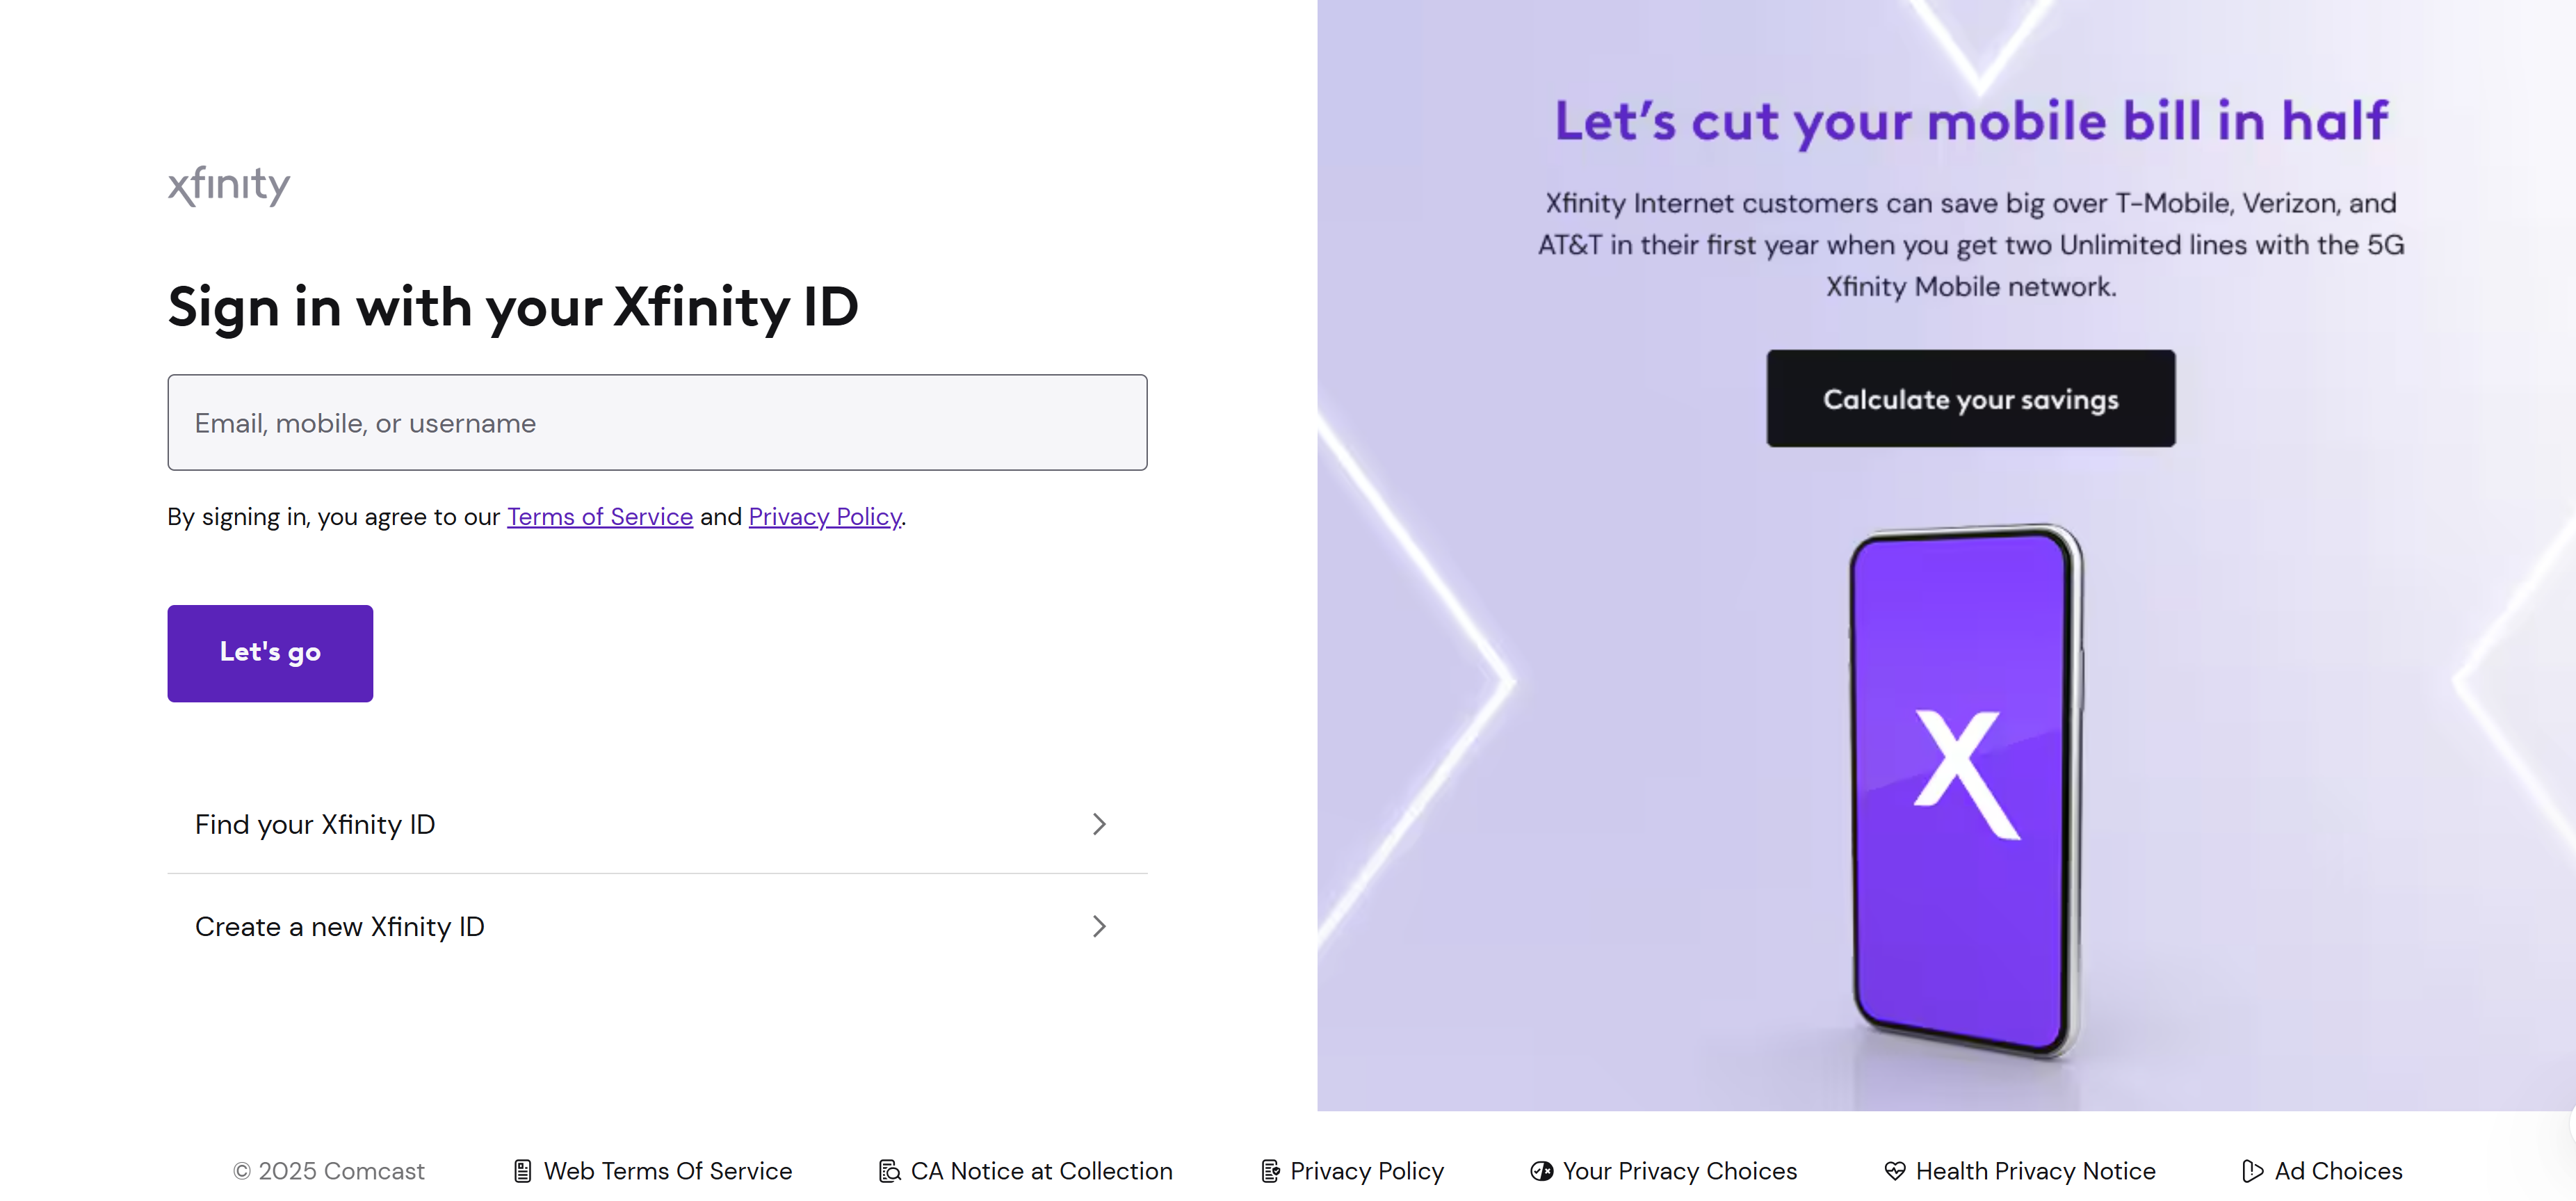 xfinity
Sign in with your Xfinity ID
Email, mobile, or username
By signing in, you agree to our Terms of Service and Privacy Policy.
Let's go
Find your Xfinity ID
Create a new Xfinity ID
Let’s cut your mobile bill in half
Xfinity Internet customers can save big over T-Mobile, Verizon, and
AT&T in their first year when you get two Unlimited lines with the 5G
Xfinity Mobile network.
Calculate your savings
X
© 2025 Comcast
Web Terms Of Service
CA Notice at Collection
Privacy Policy
Your Privacy Choices
Health Privacy Notice
Ad Choices